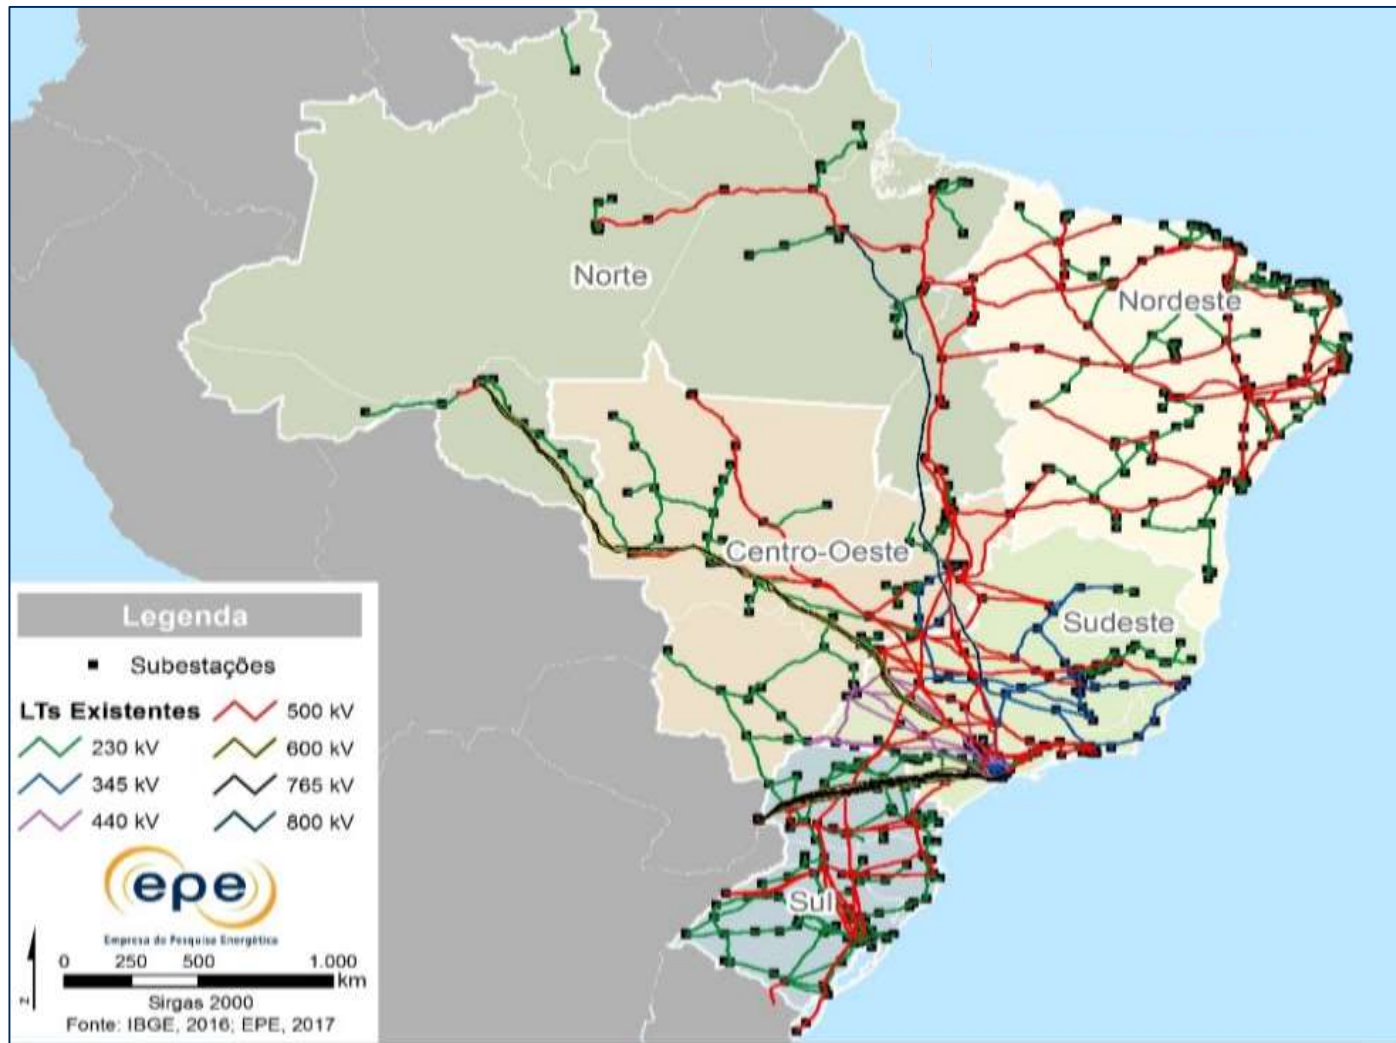 Norte
Nordeste
Centro-Oeste
Sudeste
Sul
Legenda
Subestações
LTs Existentes
500 kV
230 kV
600 kV
345 kV
765 kV
440 kV
800 kV
epe
Empresa de Pesquisa Energética
0 250 500 1.000
km
z
Sirgas 2000
Fonte: IBGE, 2016; EPE, 2017